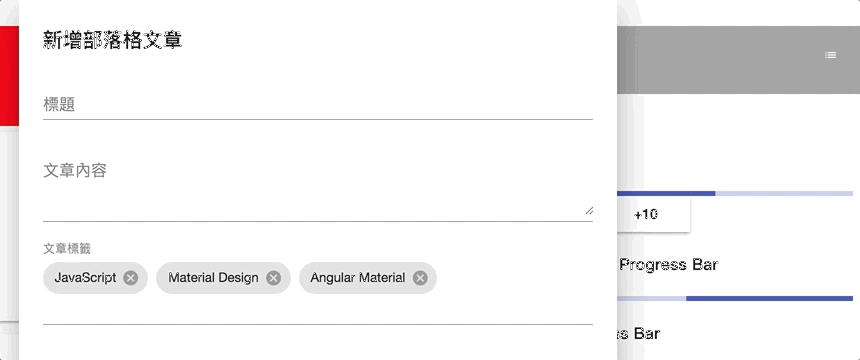 新增部落格文章
標題
文章內容
文章標籤
JavaScript
Material Design
Angular Material
+10
Progress Bar
Bar